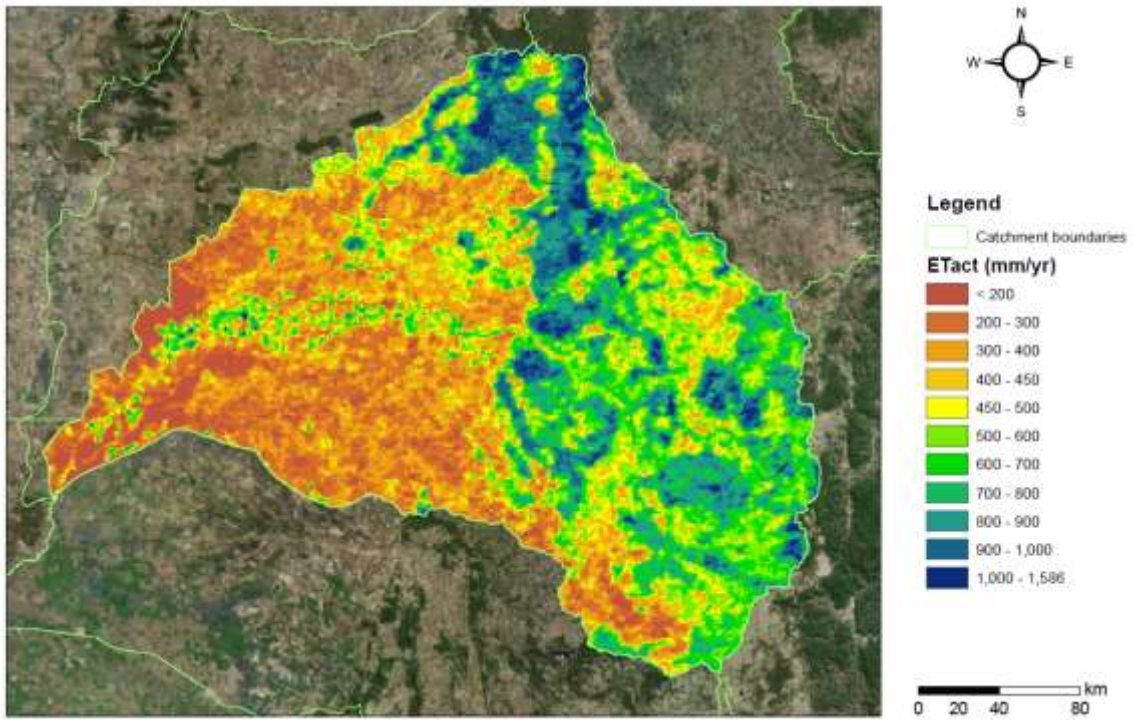 N
W E
S
Legend
Catchment boundaries
ETact (mm/yr)
< 200
200 - 300
300 - 400
400 - 450
450 - 500
500 - 600
600 - 700
700 - 800
800 - 900
900 - 1,000
1,000 - 1,586
km
0 20 40 80